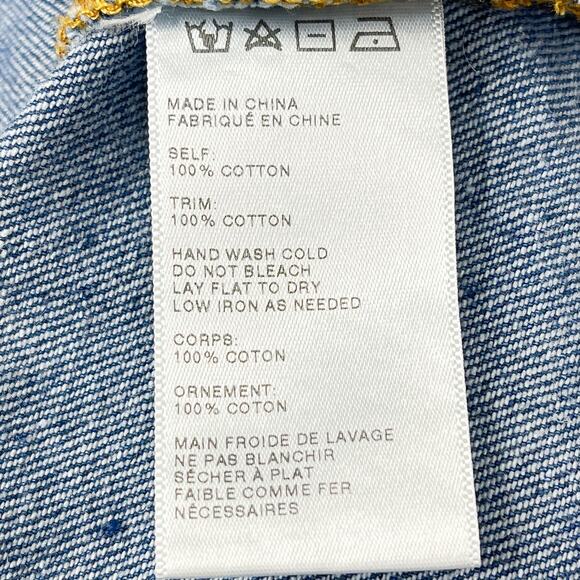 MADE IN CHINA
FABRIQUÉ EN CHINE
SELF:
100% COTTON
TRIM:
100% COTTON
HAND WASH COLD
DO NOT BLEACH
LAY FLAT TO DRY
LOW IRON AS NEEDED
CORPS:
100% COTON
ORNEMENT:
100% COTON
MAIN FROIDE DE LAVAGE
NE PAS BLANCHIR
SÉCHER À PLAT
FAIBLE COMME FER
NÉCESSAIRES